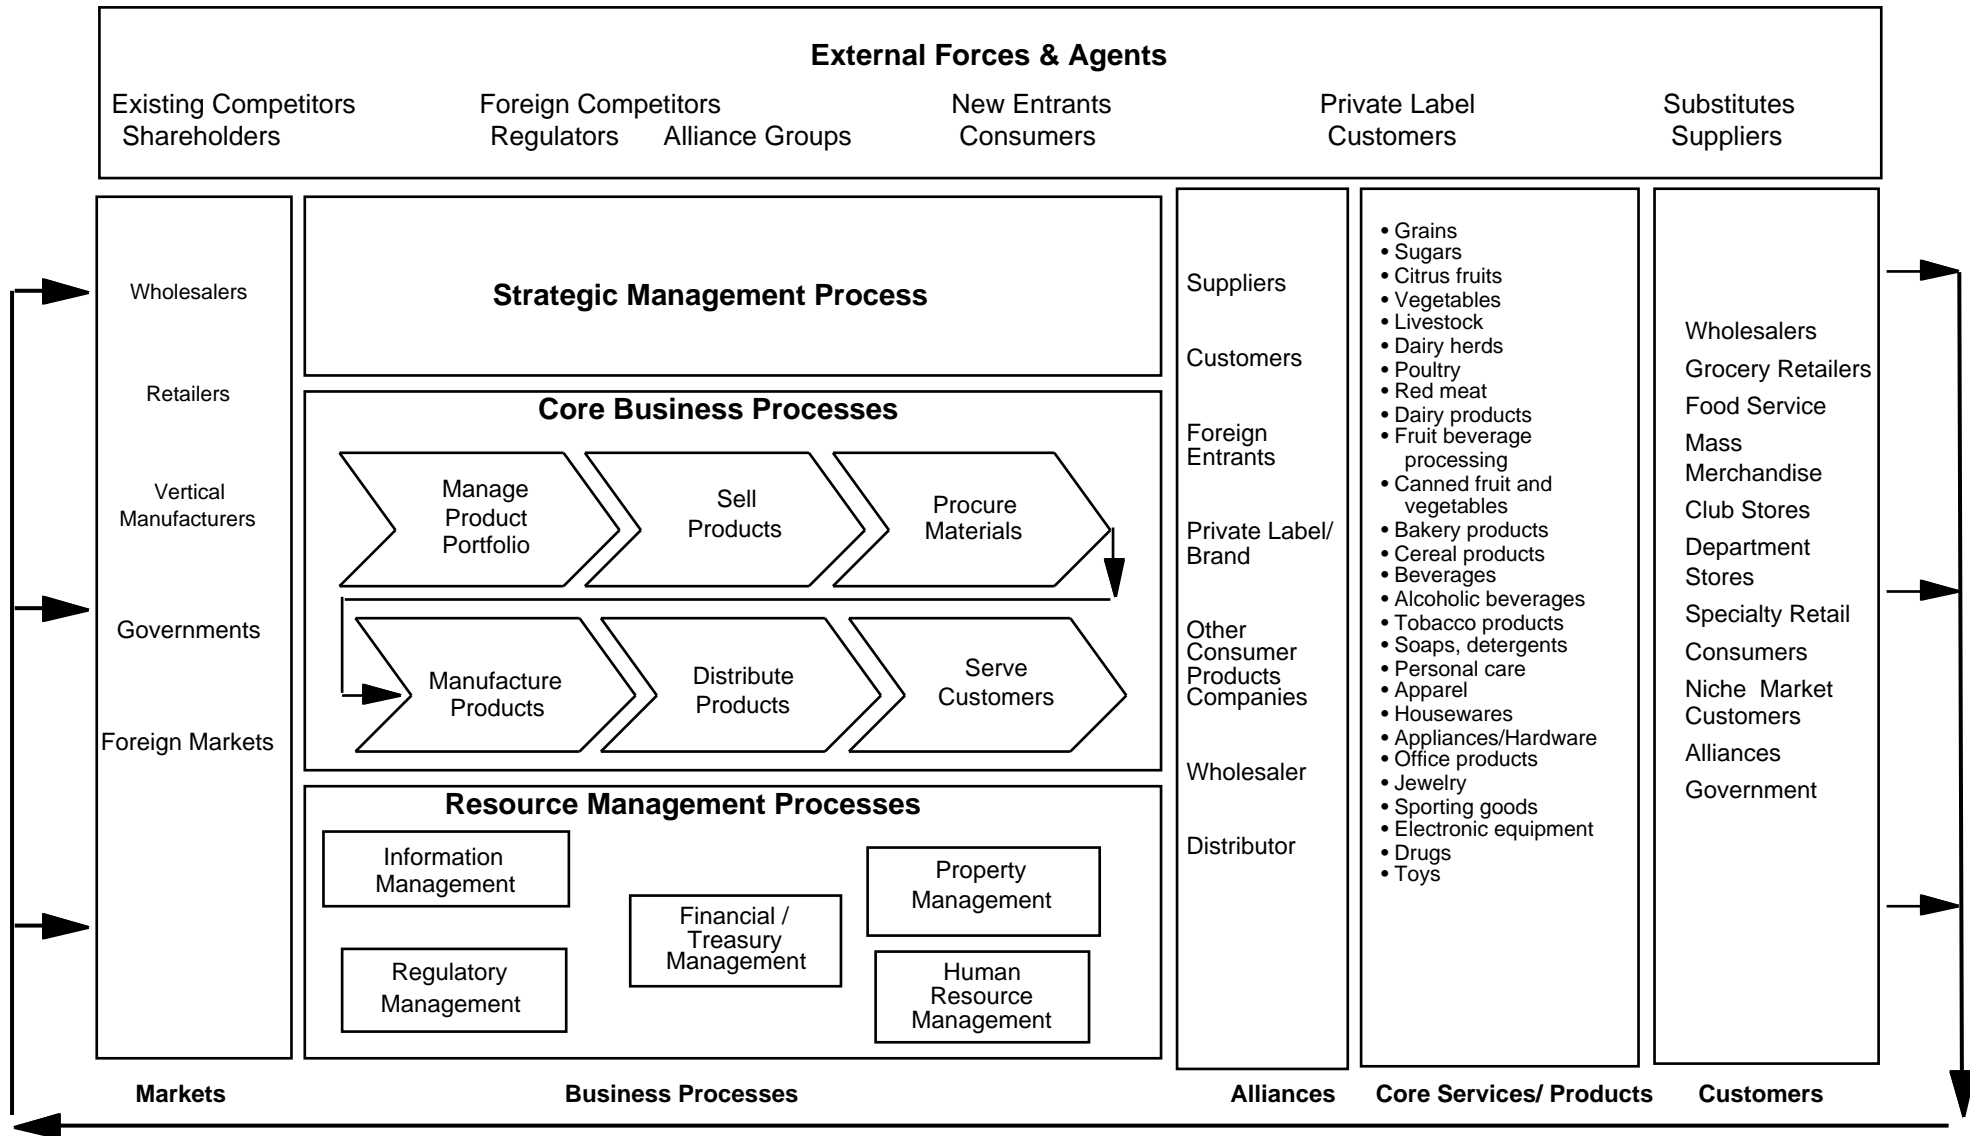 External Forces & Agents
Existing Competitors Foreign Competitors New Entrants Private Label Substitutes
Shareholders Regulators Alliance Groups Consumers Customers Suppliers
Wholesalers
Retailers
Vertical
Manufacturers
Governments
Foreign Markets
Markets
Strategic Management Process
Core Business Processes
Manage
Product
Portfolio
Sell
Products
Procure
Materials
Manufacture
Products
Distribute
Products
Serve
Customers
Resource Management Processes
Information
Management
Regulatory
Management
Financial /
Treasury
Management
Property
Management
Human
Resource
Management
Business Processes
Suppliers
Customers
Foreign
Entrants
Private Label/
Brand
Other
Consumer
Products
Companies
Wholesaler
Distributor
Alliances
• Grains
• Sugars
• Citrus fruits
• Vegetables
• Livestock
• Dairy herds
• Poultry
• Red meat
• Dairy products
• Fruit beverage
processing
• Canned fruit and
vegetables
• Bakery products
• Cereal products
• Beverages
• Alcoholic beverages
• Tobacco products
• Soaps, detergents
• Personal care
• Apparel
• Housewares
• Appliances/Hardware
• Office products
• Jewelry
• Sporting goods
• Electronic equipment
• Drugs
• Toys
Core Services/ Products
Wholesalers
Grocery Retailers
Food Service
Mass
Merchandise
Club Stores
Department
Stores
Specialty Retail
Consumers
Niche Market
Customers
Alliances
Government
Customers